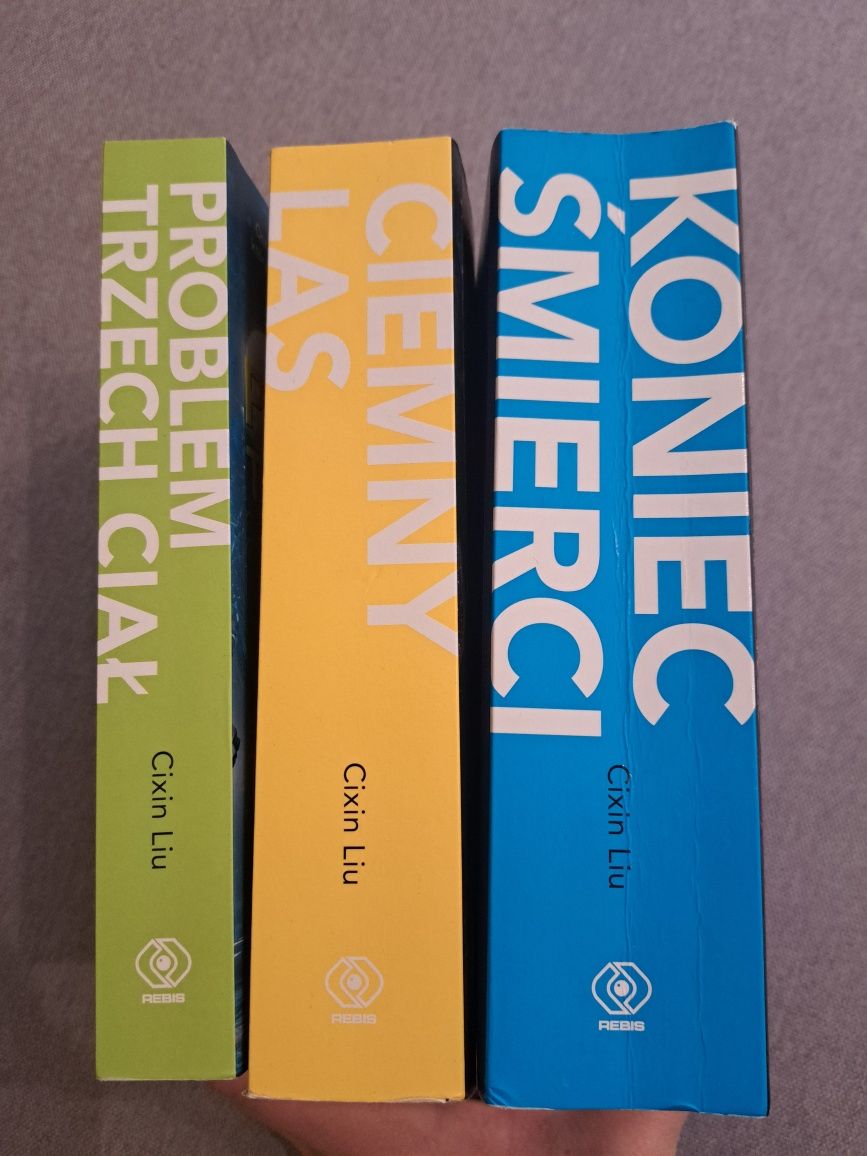 PROBLEM
TRZECH CIAŁ
Cixin Liu
REBIS
CIEMNY
LAS
Cixin Liu
REBIS
KONIEC
ŚMIERCI
Cixin Liu
REBIS